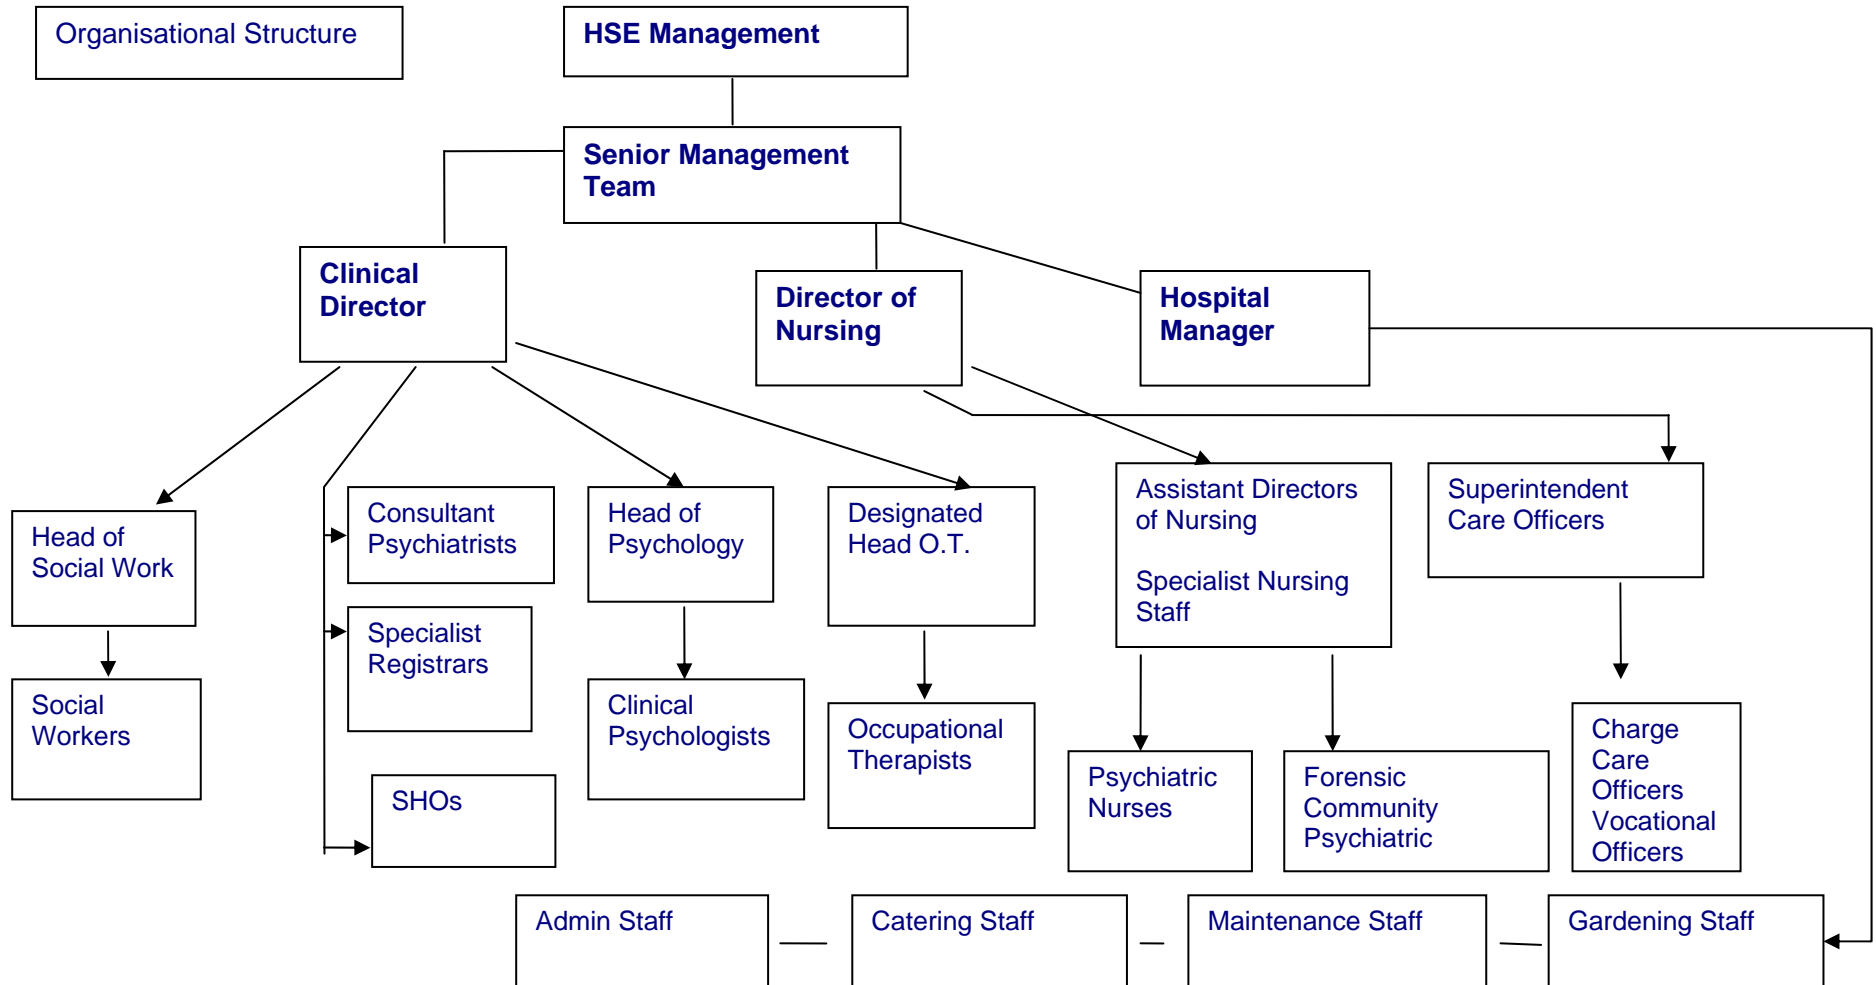 Organisational Structure
HSE Management
Senior Management
Team
Clinical
Director
Director of
Nursing
Hospital
Manager
Head of
Social Work
Consultant
Psychiatrists
Head of
Psychology
Designated
Head O.T.
Assistant Directors
of Nursing
Specialist Nursing
Staff
Superintendent
Care Officers
Specialist
Registrars
Social
Workers
Clinical
Psychologists
Occupational
Therapists
SHOs
Psychiatric
Nurses
Forensic
Community
Psychiatric
Charge
Care
Officers
Vocational
Officers
Admin Staff
Catering Staff
Maintenance Staff
Gardening Staff